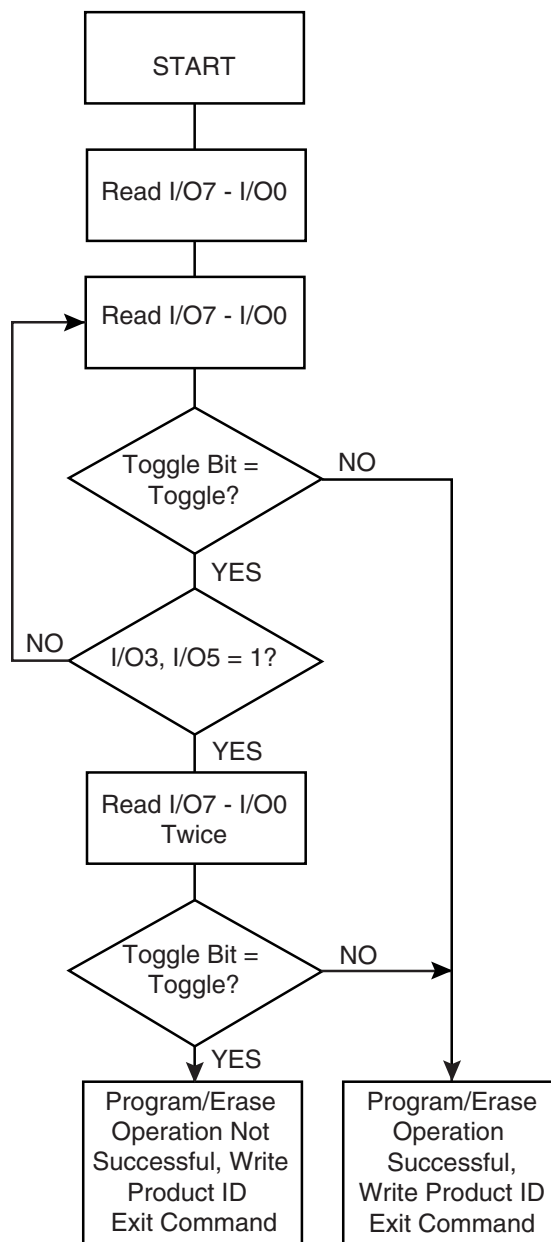 START
Read I/O7 - I/O0
Read I/O7 - I/O0
Toggle Bit =
Toggle?
NO
YES
NO
I/O3, I/O5 = 1?
YES
Read I/O7 - I/O0
Twice
Toggle Bit =
Toggle?
NO
YES
Program/Erase
Operation Not
Successful, Write
Product ID
Exit Command
Program/Erase
Operation
Successful,
Write Product ID
Exit Command